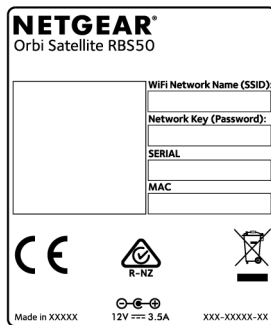 NETGEAR®
Orbi Satellite RBS50
WiFi Network Name (SSID):
Network Key (Password):
SERIAL
MAC
CE
R-NZ
Made in XXXXX
12V 3.5A
XXX-XXXXX-XX